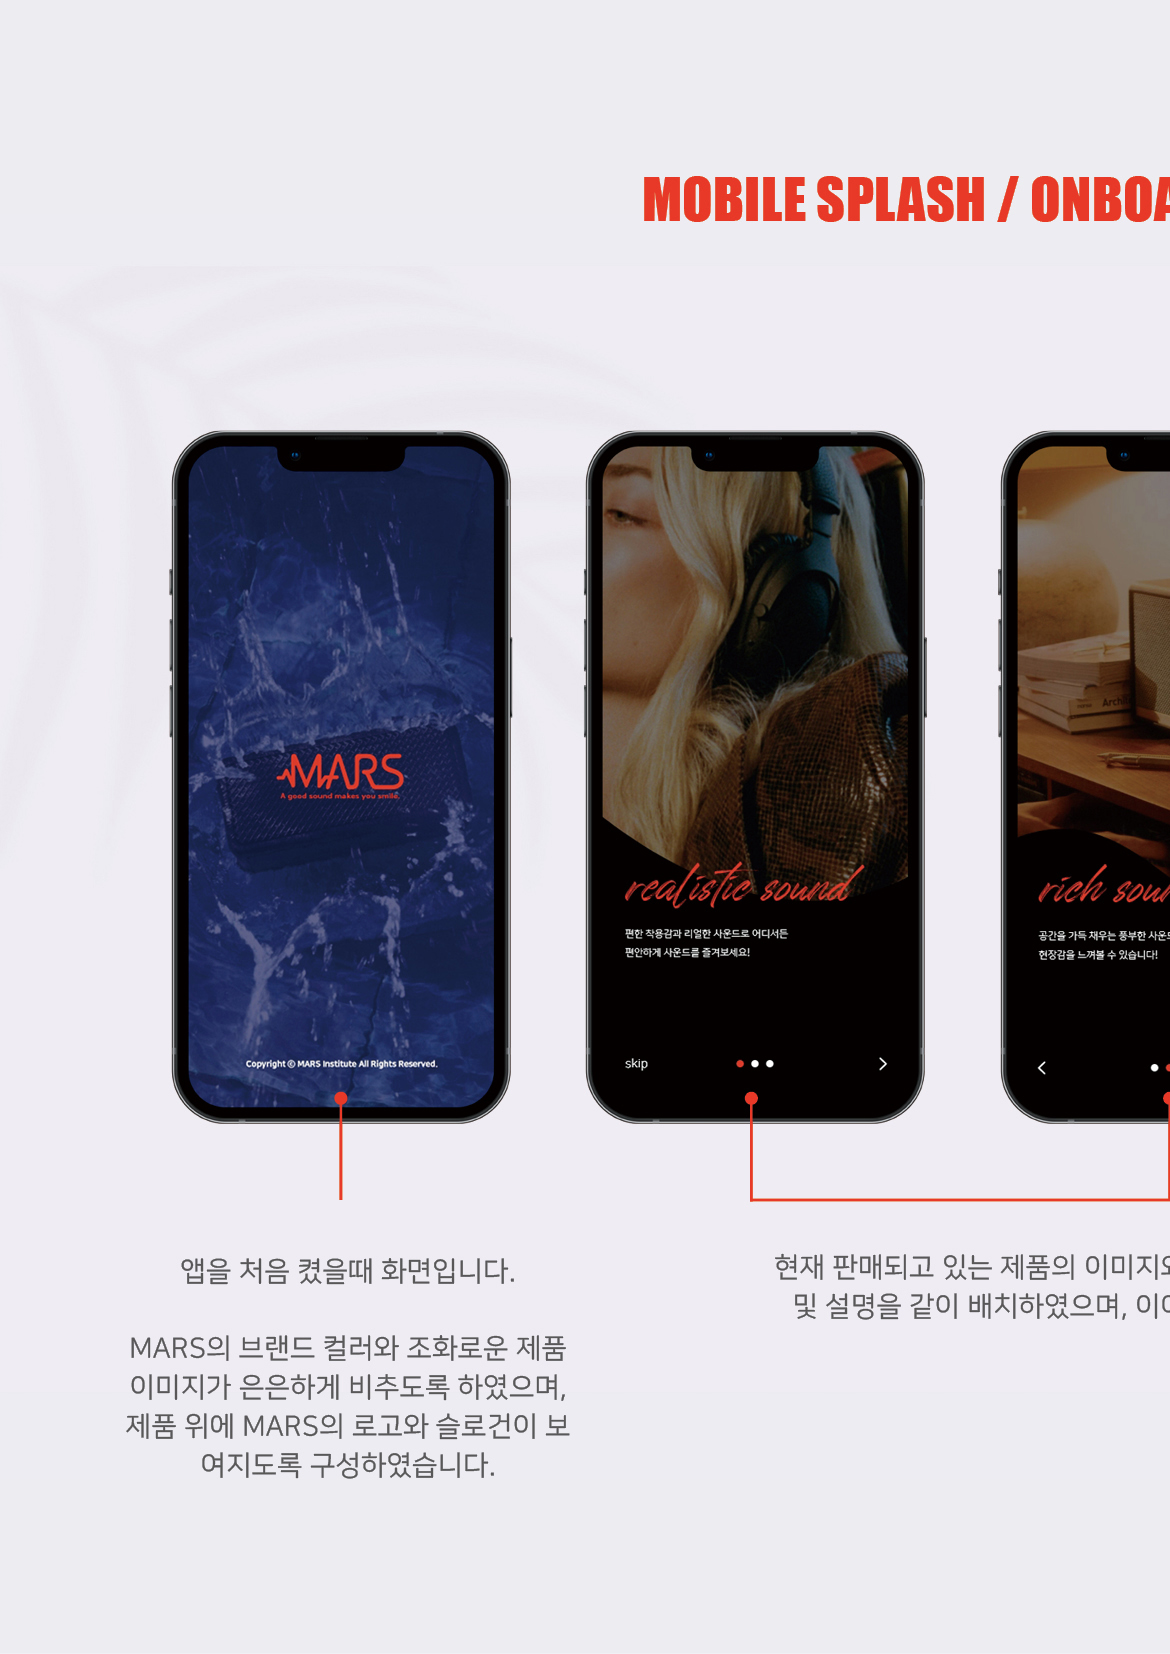 MOBILE SPLASH / ONBOA
MARS
A good sound makes you smile.
Copyright © MARS Institute All Rights Reserved.
realistic sound
편한 착용감과 리얼한 사운드로 어디서든
편안하게 사운드를 즐겨보세요!
skip
Archi
rich soun
공간을 가득 채우는 풍부한 사운드
현장감을 느껴볼 수 있습니다!
앱을 처음 켰을때 화면입니다.
MARS의 브랜드 컬러와 조화로운 제품
이미지가 은은하게 비추도록 하였으며,
제품 위에 MARS의 로고와 슬로건이 보
여지도록 구성하였습니다.
현재 판매되고 있는 제품의 이미지와
및 설명을 같이 배치하였으며, 이